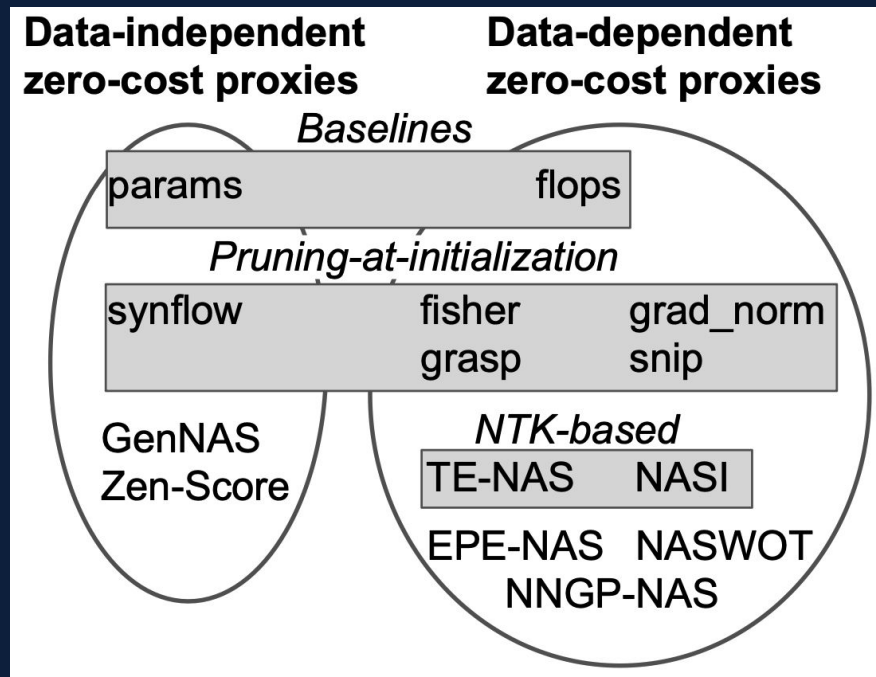 Data-independent
zero-cost proxies
Data-dependent
zero-cost proxies
Baselines
params flops
Pruning-at-initialization
synflow fisher grad_norm
grasp snip
GenNAS
Zen-Score
NTK-based
TE-NAS NASI
EPE-NAS NASWOT
NNGP-NAS